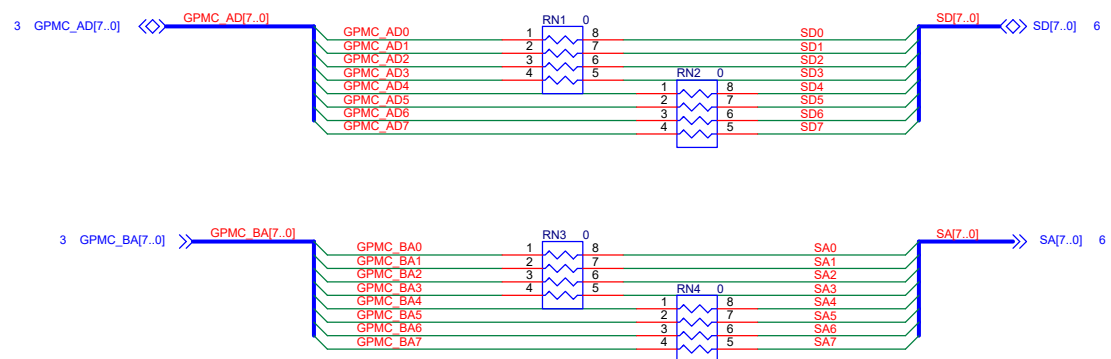 GPMC_AD[7..0] RN1 0 SD[7..0]
3 GPMC_AD[7..0] SD[7..0] 6
GPMC_AD0 1 8 SD0
GPMC_AD1 2 7 SD1
GPMC_AD2 3 6 SD2
GPMC_AD3 4 5 SD3
RN2 0
GPMC_AD4 1 8 SD4
GPMC_AD5 2 7 SD5
GPMC_AD6 3 6 SD6
GPMC_AD7 4 5 SD7
GPMC_BA[7..0] RN3 0 SA[7..0]
3 GPMC_BA[7..0] SA[7..0] 6
GPMC_BA0 1 8 SA0
GPMC_BA1 2 7 SA1
GPMC_BA2 3 6 SA2
GPMC_BA3 4 5 SA3
RN4 0
GPMC_BA4 1 8 SA4
GPMC_BA5 2 7 SA5
GPMC_BA6 3 6 SA6
GPMC_BA7 4 5 SA7